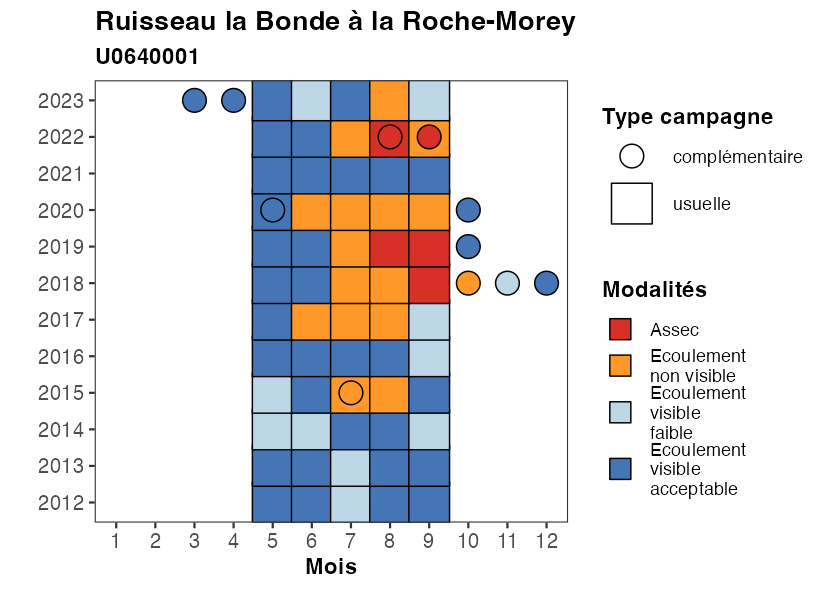 Ruisseau la Bonde à la Roche-Morey
U0640001
2023
2022
2021
2020
2019
2018
2017
2016
2015
2014
2013
2012
1 2 3 4 5 6 7 8 9 10 11 12
Mois
Type campagne
complémentaire
usuelle
Modalités
Assec
Ecoulement
non visible
Ecoulement
visible
faible
Ecoulement
visible
acceptable